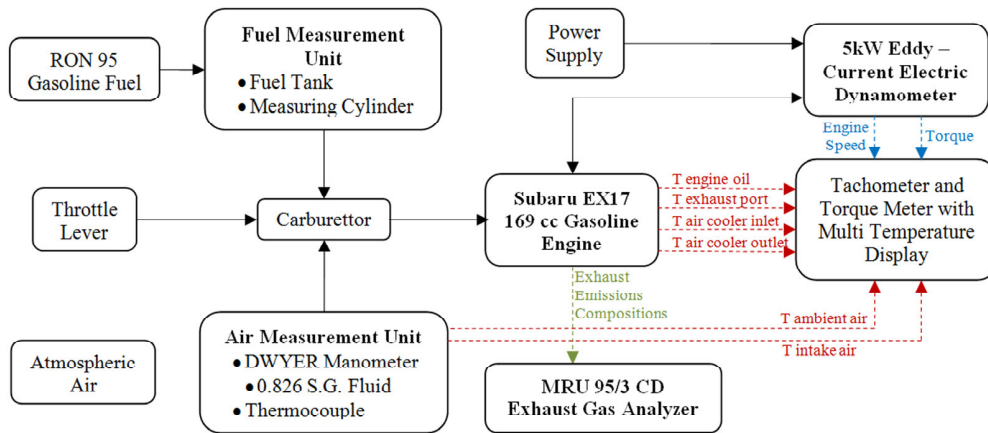 RON 95
Gasoline Fuel
Fuel Measurement
Unit
● Fuel Tank
● Measuring Cylinder
Power
Supply
5kW Eddy –
Current Electric
Dynamometer
Engine
Speed
Torque
Throttle
Lever
Carburettor
Subaru EX17
169 cc Gasoline
Engine
T engine oil
T exhaust port
T air cooler inlet
T air cooler outlet
Tachometer and
Torque Meter with
Multi Temperature
Display
Exhaust
Emissions
Compositions
T ambient air
T intake air
Atmospheric
Air
Air Measurement Unit
● DWYER Manometer
● 0.826 S.G. Fluid
● Thermocouple
MRU 95/3 CD
Exhaust Gas Analyzer